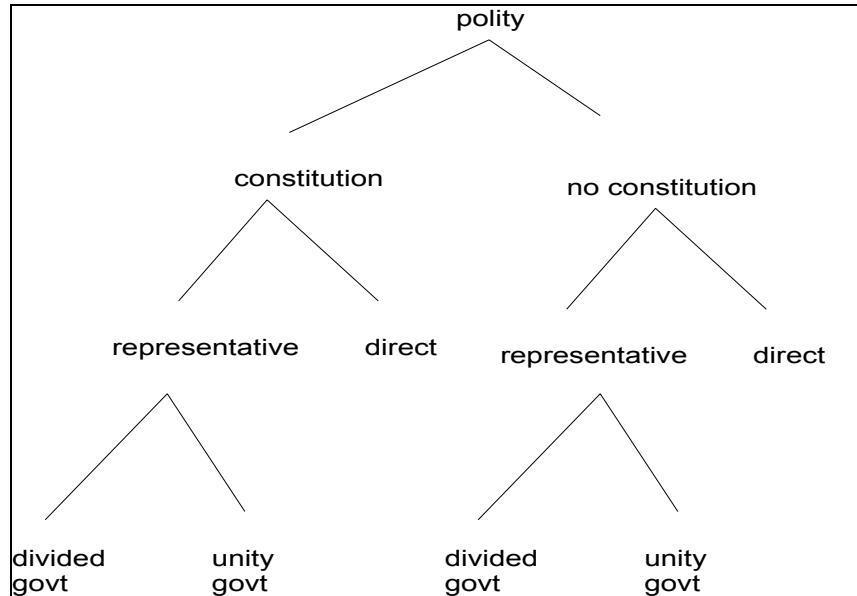 polity
constitution
no constitution
representative
direct
representative
direct
divided
govt
unity
govt
divided
govt
unity
govt